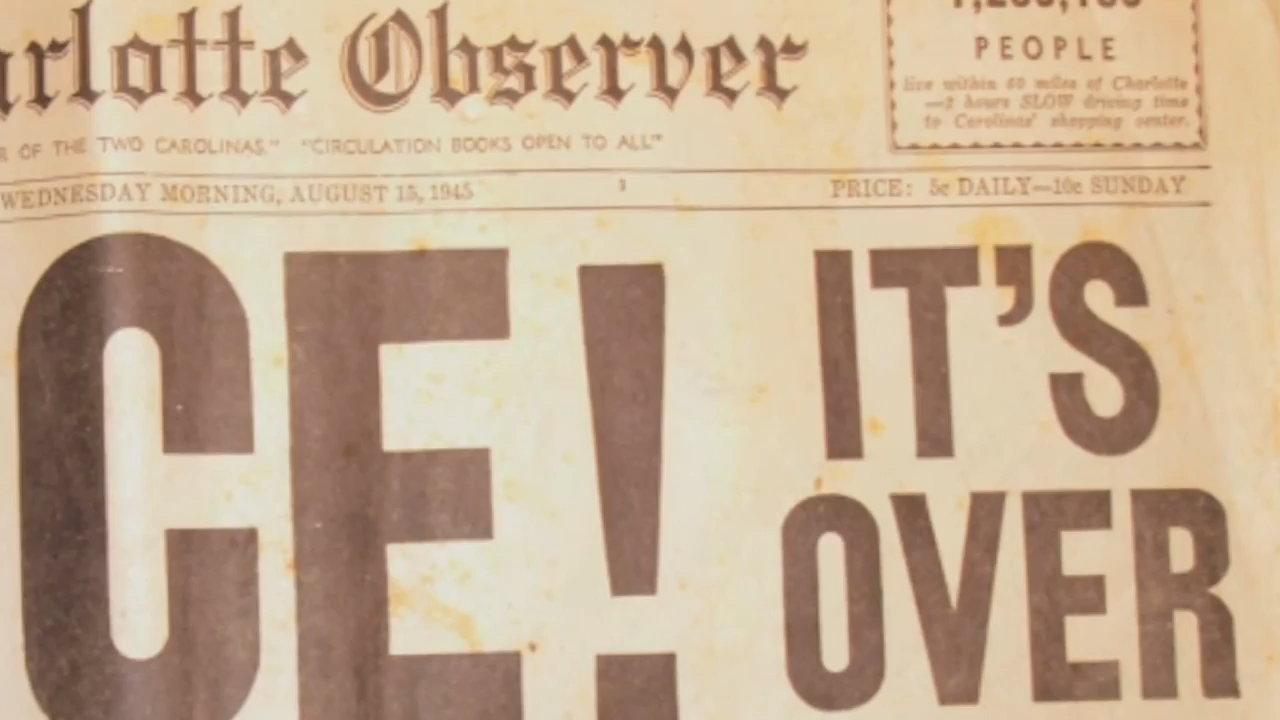 arlotte Observer
PEOPLE
live within 60 miles of Charlotte
—2 hours SLOW driving time
to Carolinas' shopping center.
R OF THE TWO CAROLINAS." "CIRCULATION BOOKS OPEN TO ALL"
WEDNESDAY MORNING, AUGUST 15, 1945
PRICE: 5c DAILY—10c SUNDAY
CE! IT'S
OVER